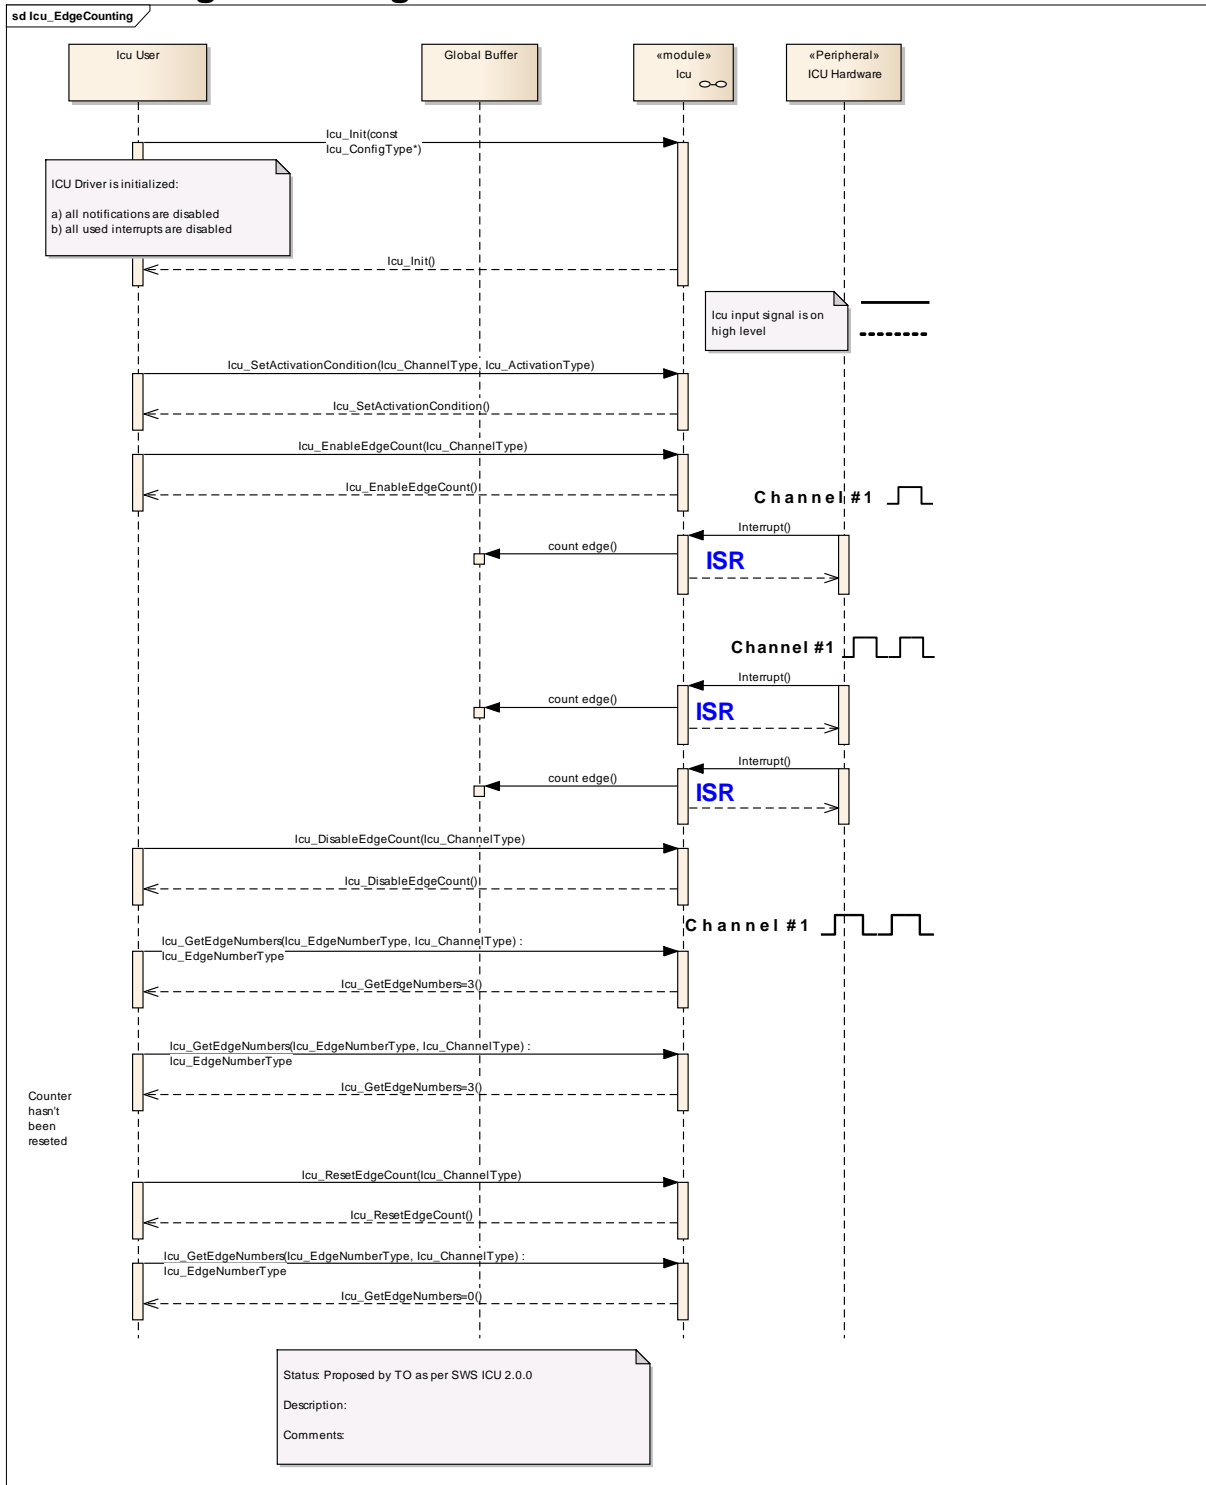 sd Icu_EdgeCounting
Icu User
Global Buffer
«module»
Icu
«Peripheral»
ICU Hardware
Icu_Init(const
Icu_ConfigType*)
ICU Driver is initialized:
a) all notifications are disabled
b) all used interrupts are disabled
Icu_Init()
Icu input signal is on
high level
Icu_SetActivationCondition(Icu_ChannelType, Icu_ActivationType)
Icu_SetActivationCondition()
Icu_EnableEdgeCount(Icu_ChannelType)
Icu_EnableEdgeCount()
Channel #1
Interrupt()
count edge()
ISR
Channel #1
Interrupt()
count edge()
ISR
Interrupt()
count edge()
ISR
Icu_DisableEdgeCount(Icu_ChannelType)
Icu_DisableEdgeCount()
Channel #1
Icu_GetEdgeNumbers(Icu_EdgeNumberType, Icu_ChannelType) :
Icu_EdgeNumberType
Icu_GetEdgeNumbers=3()
Icu_GetEdgeNumbers(Icu_EdgeNumberType, Icu_ChannelType) :
Icu_EdgeNumberType
Icu_GetEdgeNumbers=3()
Counter
hasn't
been
reseted
Icu_ResetEdgeCount(Icu_ChannelType)
Icu_ResetEdgeCount()
Icu_GetEdgeNumbers(Icu_EdgeNumberType, Icu_ChannelType) :
Icu_EdgeNumberType
Icu_GetEdgeNumbers=0()
Status: Proposed by TO as per SWS ICU 2.0.0
Description:
Comments: